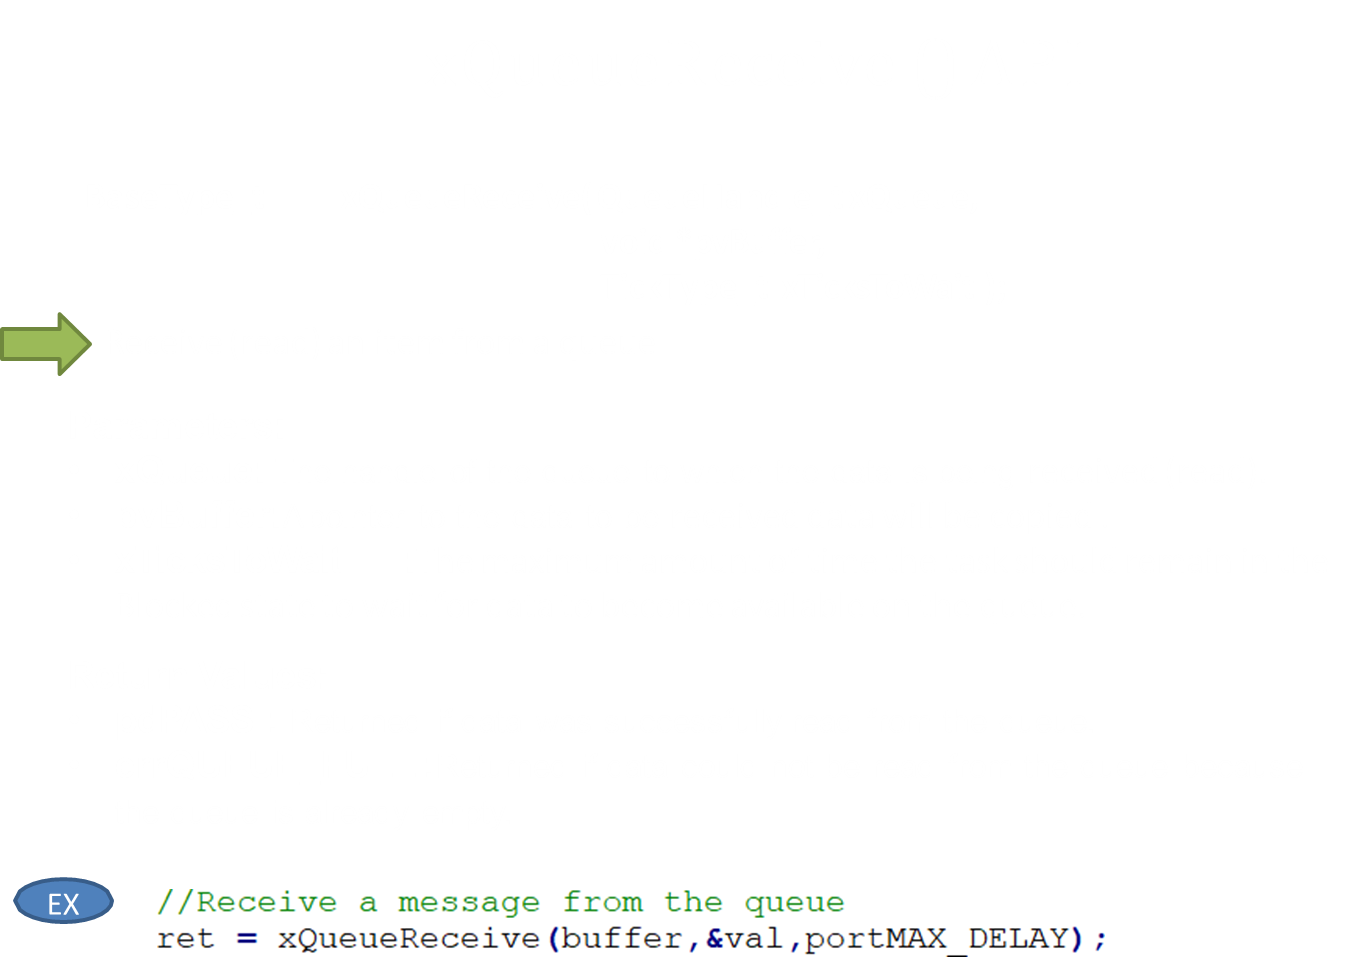 EX
//Receive a message from the queue
ret = xQueueReceive(buffer,&val,portMAX_DELAY);